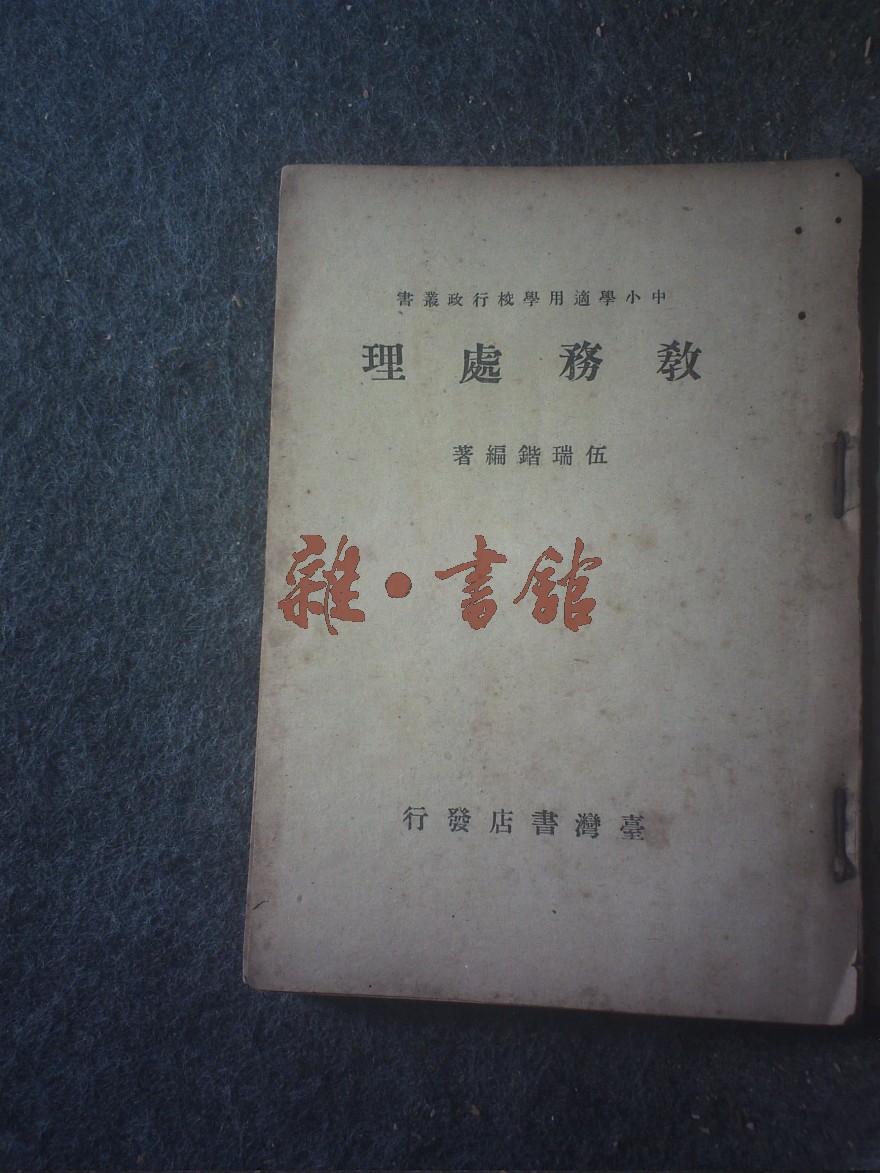 中小學適用學校行政叢書
教務處理
伍瑞鍇編著
雜·書館
臺灣書店發行